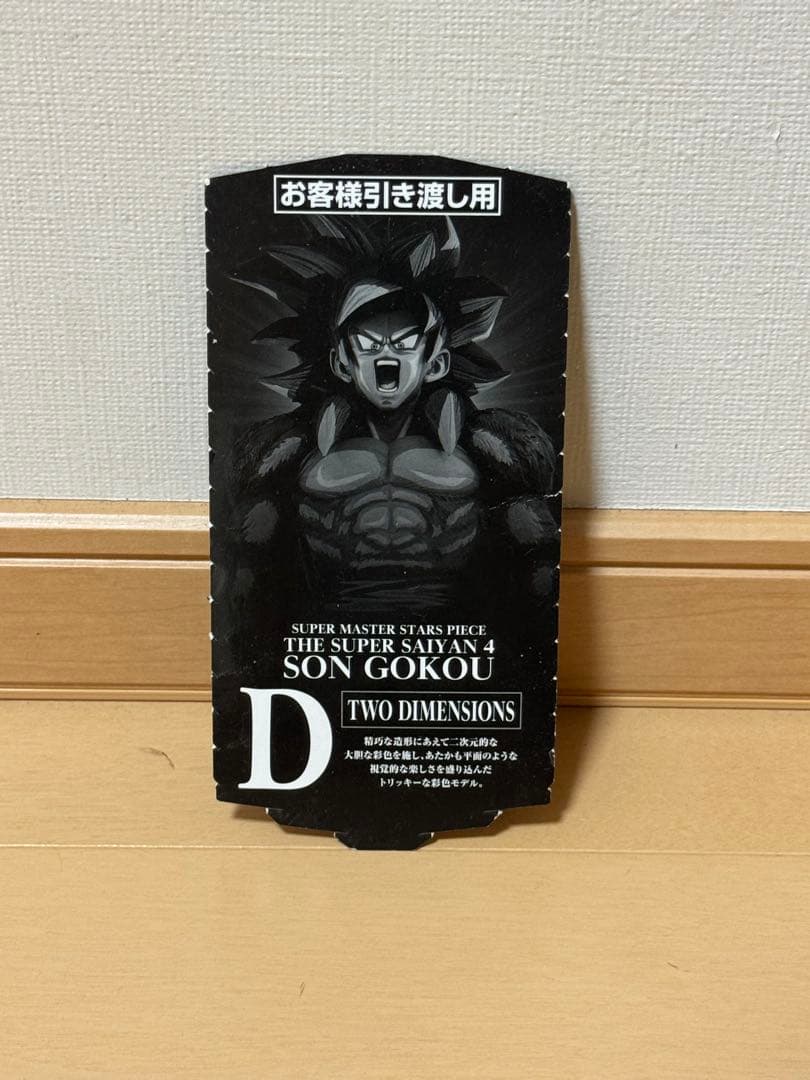 お客様引き渡し用
SUPER MASTER STARS PIECE
THE SUPER SAIYAN 4
SON GOKOU
D
TWO DIMENSIONS
精巧な造形にあえて二次元的な
大胆な彩色を施し、あたかも平面のような
視覚的な楽しさを盛り込んだ
トリッキーな彩色モデル。